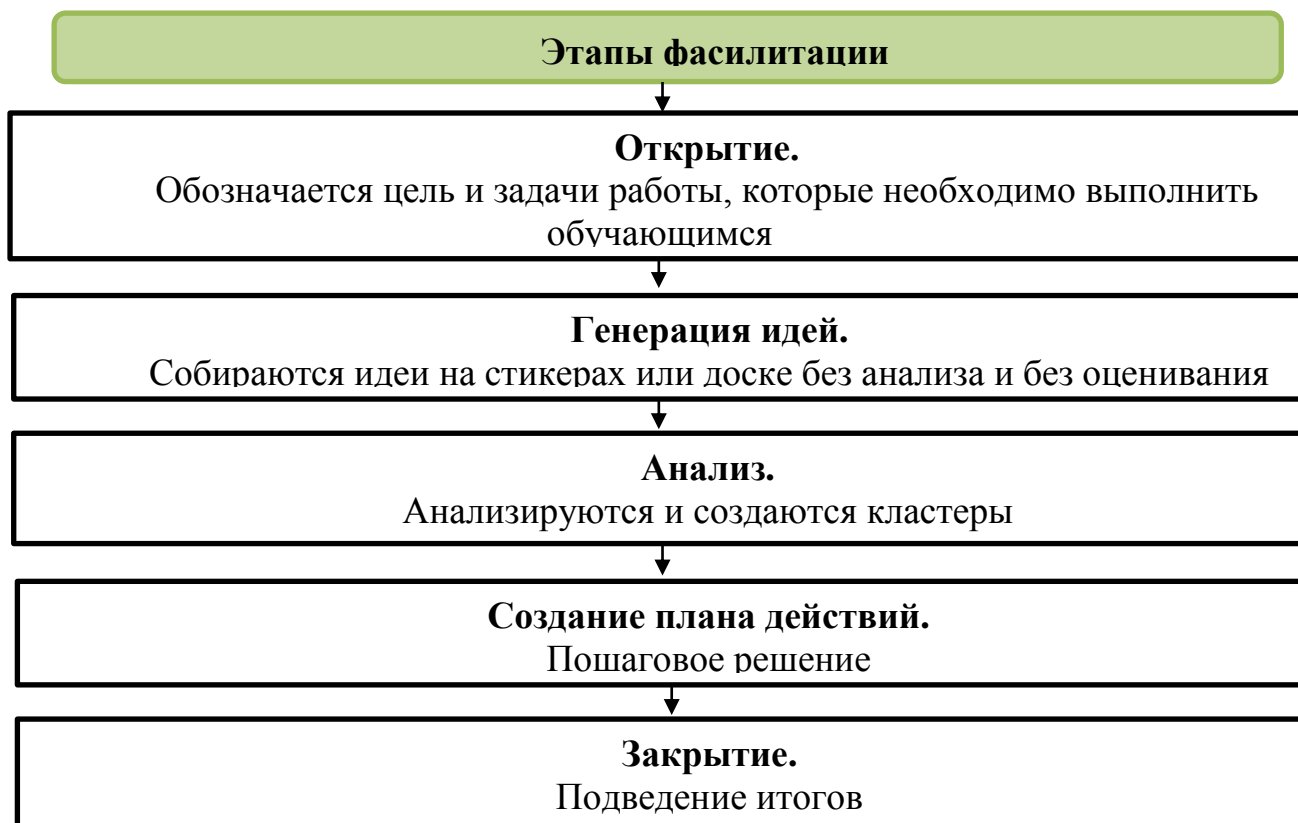 Этапы фасилитации
Открытие.
Обозначается цель и задачи работы, которые необходимо выполнить
обучающимся
Генерация идей.
Собираются идеи на стикерах или доске без анализа и без оценивания
Анализ.
Анализируются и создаются кластеры
Создание плана действий.
Пошаговое решение
Закрытие.
Подведение итогов